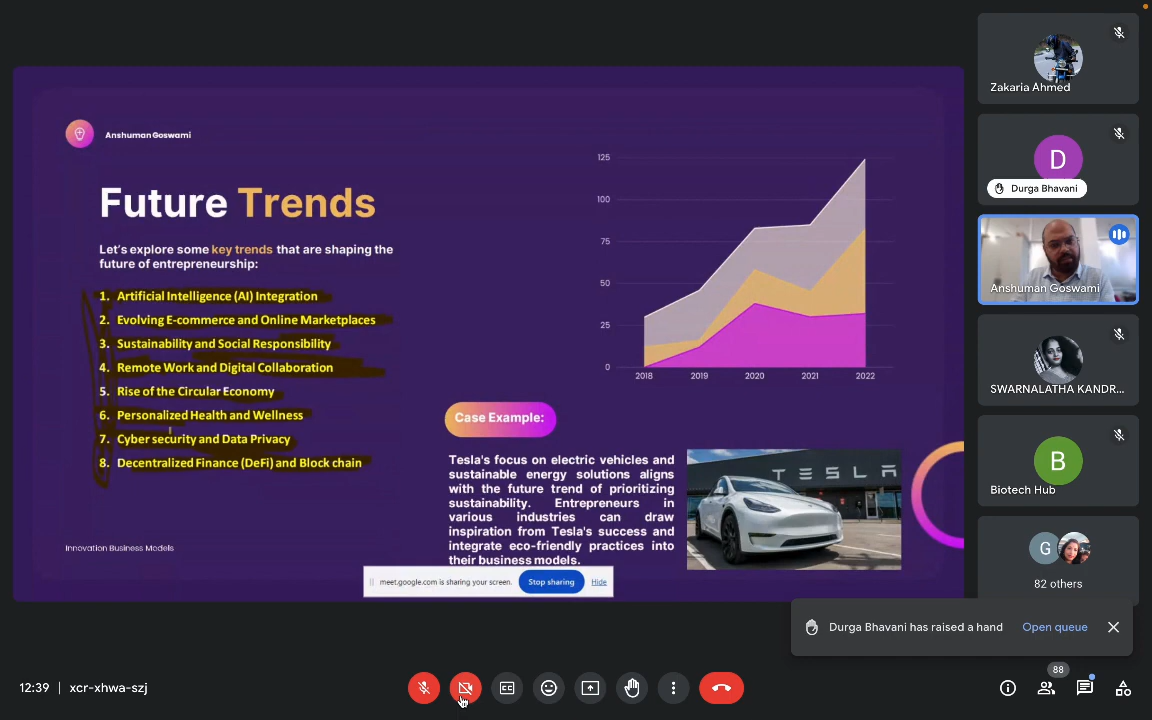 Anshuman Goswami
Future Trends
Let's explore some key trends that are shaping the
future of entrepreneurship:
1. Artificial Intelligence (AI) Integration
2. Evolving E-commerce and Online Marketplaces
3. Sustainability and Social Responsibility
4. Remote Work and Digital Collaboration
5. Rise of the Circular Economy
6. Personalized Health and Wellness
7. Cyber security and Data Privacy
8. Decentralized Finance (DeFi) and Block chain
Innovation Business Models
125
100
75
50
25
0
2018 2019 2020 2021 2022
Case Example:
Tesla's focus on electric vehicles and
sustainable energy solutions aligns
with the future trend of prioritizing
sustainability. Entrepreneurs in
various industries can draw
inspiration from Tesla's success and
integrate eco-friendly practices into
their business models.
TESLA
meet.google.com is sharing your screen. Stop sharing Hide
Zakaria Ahmed
D
Durga Bhavani
Anshuman Goswami
SWARNALATHA KANDR...
B
Biotech Hub
G
82 others
Durga Bhavani has raised a hand Open queue
12:39 | xcr-xhwa-szj
CC
88